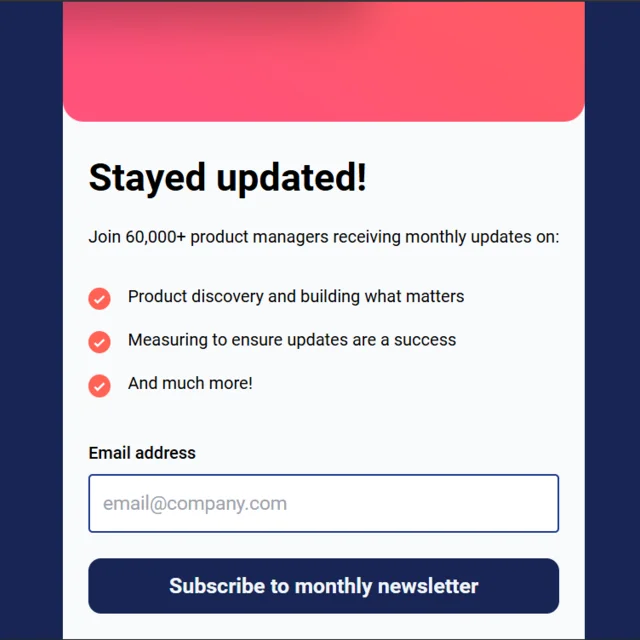 Stayed updated!
Join 60,000+ product managers receiving monthly updates on:
Product discovery and building what matters
Measuring to ensure updates are a success
And much more!
Email address
email@company.com
Subscribe to monthly newsletter